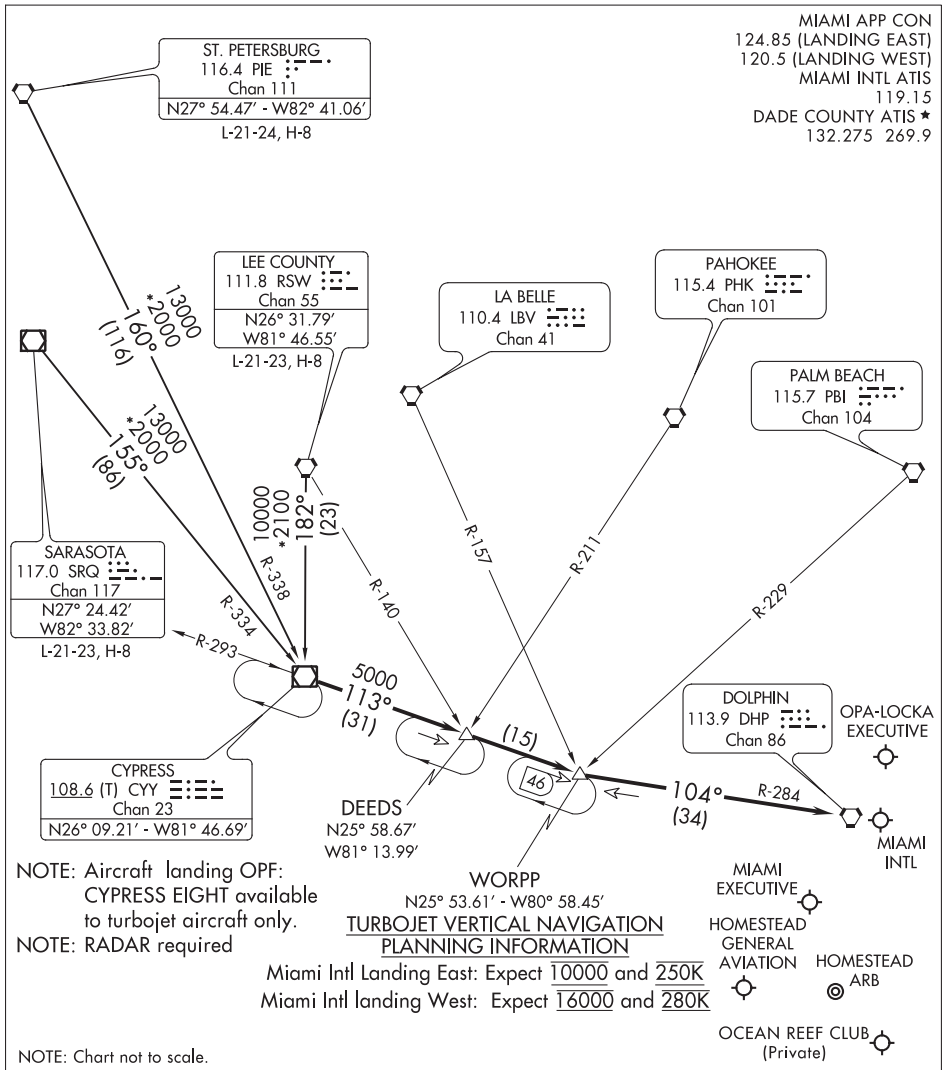 MIAMI APP CON
124.85 (LANDING EAST)
120.5 (LANDING WEST)
MIAMI INTL ATIS
119.15
DADE COUNTY ATIS ★
132.275 269.9
ST. PETERSBURG
116.4 PIE
Chan 111
N27° 54.47' - W82° 41.06'
L-21-24, H-8
LEE COUNTY
111.8 RSW
Chan 55
N26° 31.79'
W81° 46.55'
L-21-23, H-8
LA BELLE
110.4 LBV
Chan 41
PAHOKEE
115.4 PHK
Chan 101
PALM BEACH
115.7 PBI
Chan 104
13000
*2000
160°
(116)
13000
*2000
155°
(86)
10000
*2100
182°
(23)
SARASOTA
117.0 SRQ
Chan 117
N27° 24.42'
W82° 33.82'
L-21-23, H-8
R-338
R-334
R-293
R-140
R-157
R-211
R-229
5000
113°
(31)
(15)
46
104°
(34)
R-284
DOLPHIN
113.9 DHP
Chan 86
OPA-LOCKA
EXECUTIVE
CYPRESS
108.6 (T) CYY
Chan 23
N26° 09.21' - W81° 46.69'
DEEDS
N25° 58.67'
W81° 13.99'
WORPP
N25° 53.61' - W80° 58.45'
MIAMI
INTL
MIAMI
EXECUTIVE
HOMESTEAD
GENERAL
AVIATION
HOMESTEAD
ARB
OCEAN REEF CLUB
(Private)
NOTE: Aircraft landing OPF:
CYPRESS EIGHT available
to turbojet aircraft only.
NOTE: RADAR required
TURBOJET VERTICAL NAVIGATION
PLANNING INFORMATION
Miami Intl Landing East: Expect 10000 and 250K
Miami Intl landing West: Expect 16000 and 280K
NOTE: Chart not to scale.